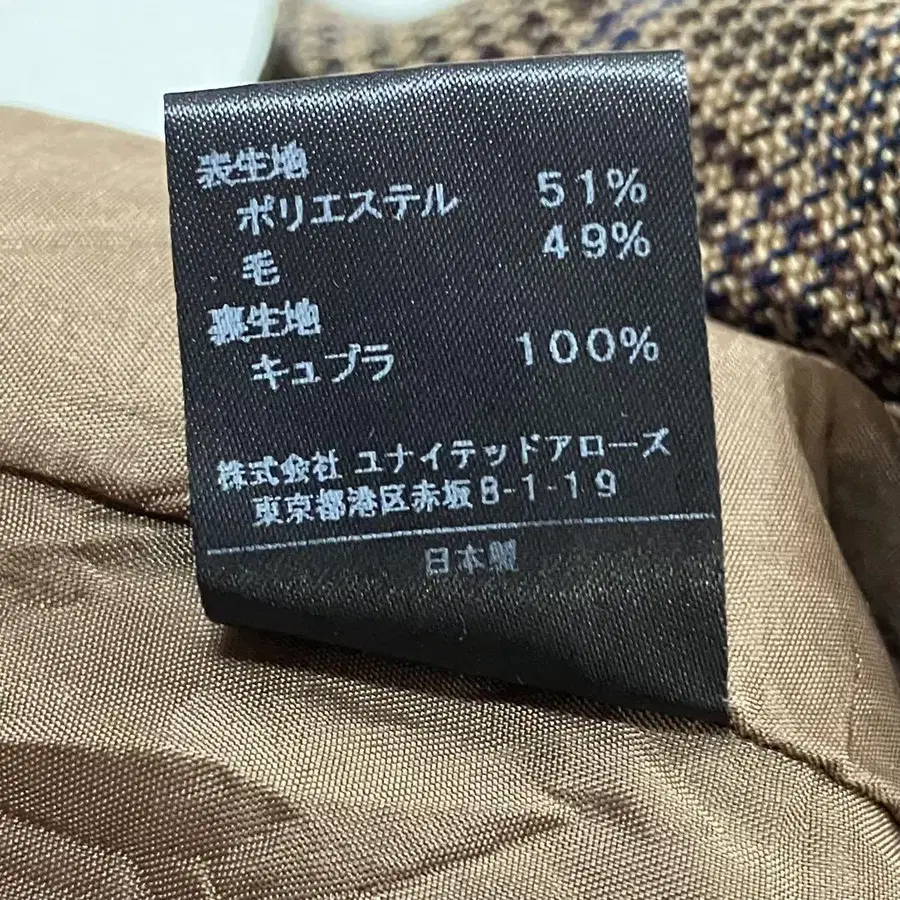 表生地
ポリエステル 51%
毛 49%
裏生地
キュプラ 100%
株式会社 ユナイテッドアローズ
東京都港区赤坂8-1-19
日本製